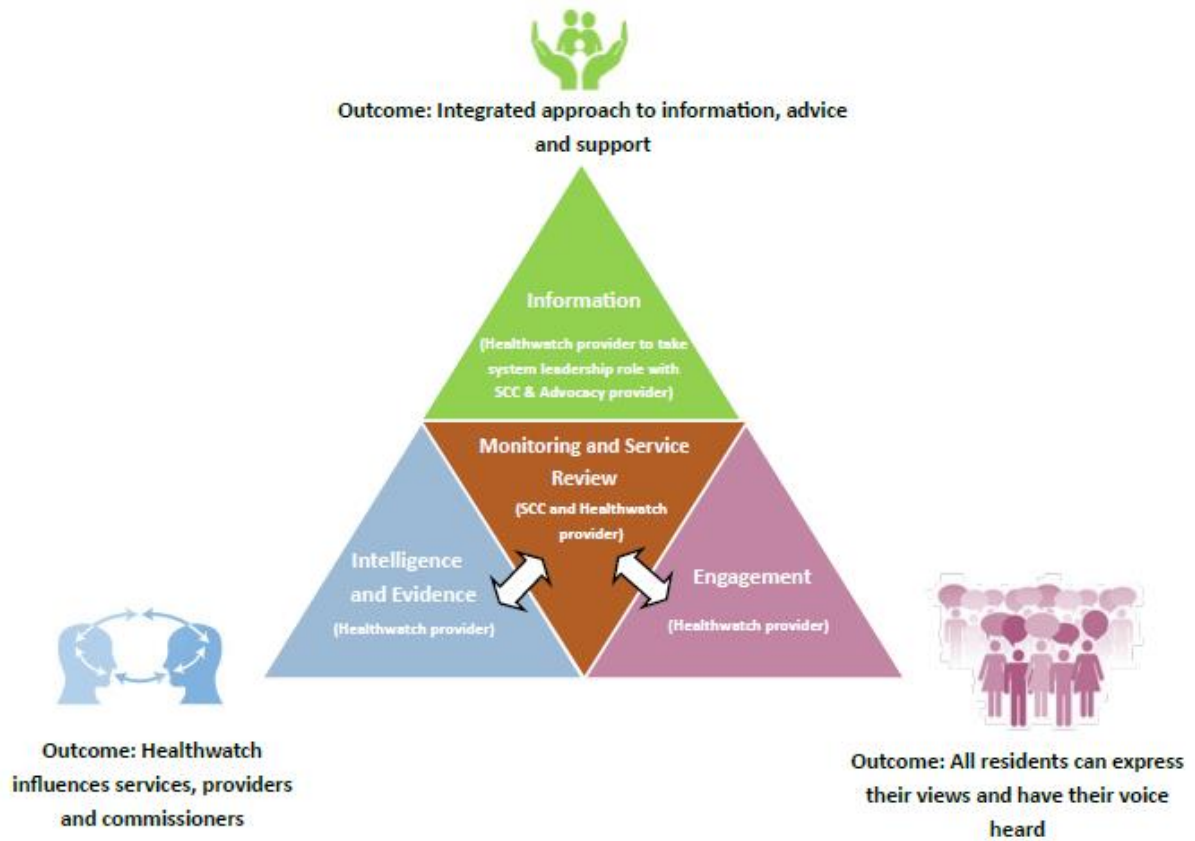 Outcome: Integrated approach to information, advice
and support
Information
(Healthwatch provider to take
system leadership role with
SCC & Advocacy provider)
Monitoring and Service
Review
(SCC and Healthwatch
provider)
Intelligence
and Evidence
(Healthwatch provider)
Engagement
(Healthwatch provider)
Outcome: Healthwatch
influences services, providers
and commissioners
Outcome: All residents can express
their views and have their voice
heard